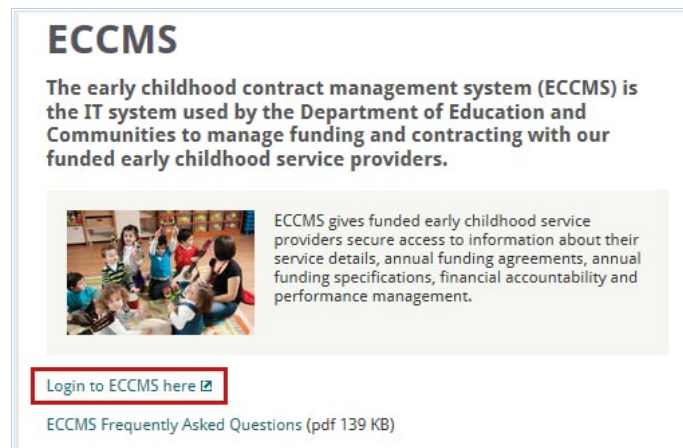 ECCMS
The early childhood contract management system (ECCMS) is
the IT system used by the Department of Education and
Communities to manage funding and contracting with our
funded early childhood service providers.
ECCMS gives funded early childhood service
providers secure access to information about their
service details, annual funding agreements, annual
funding specifications, financial accountability and
performance management.
Login to ECCMS here
ECCMS Frequently Asked Questions (pdf 139 KB)